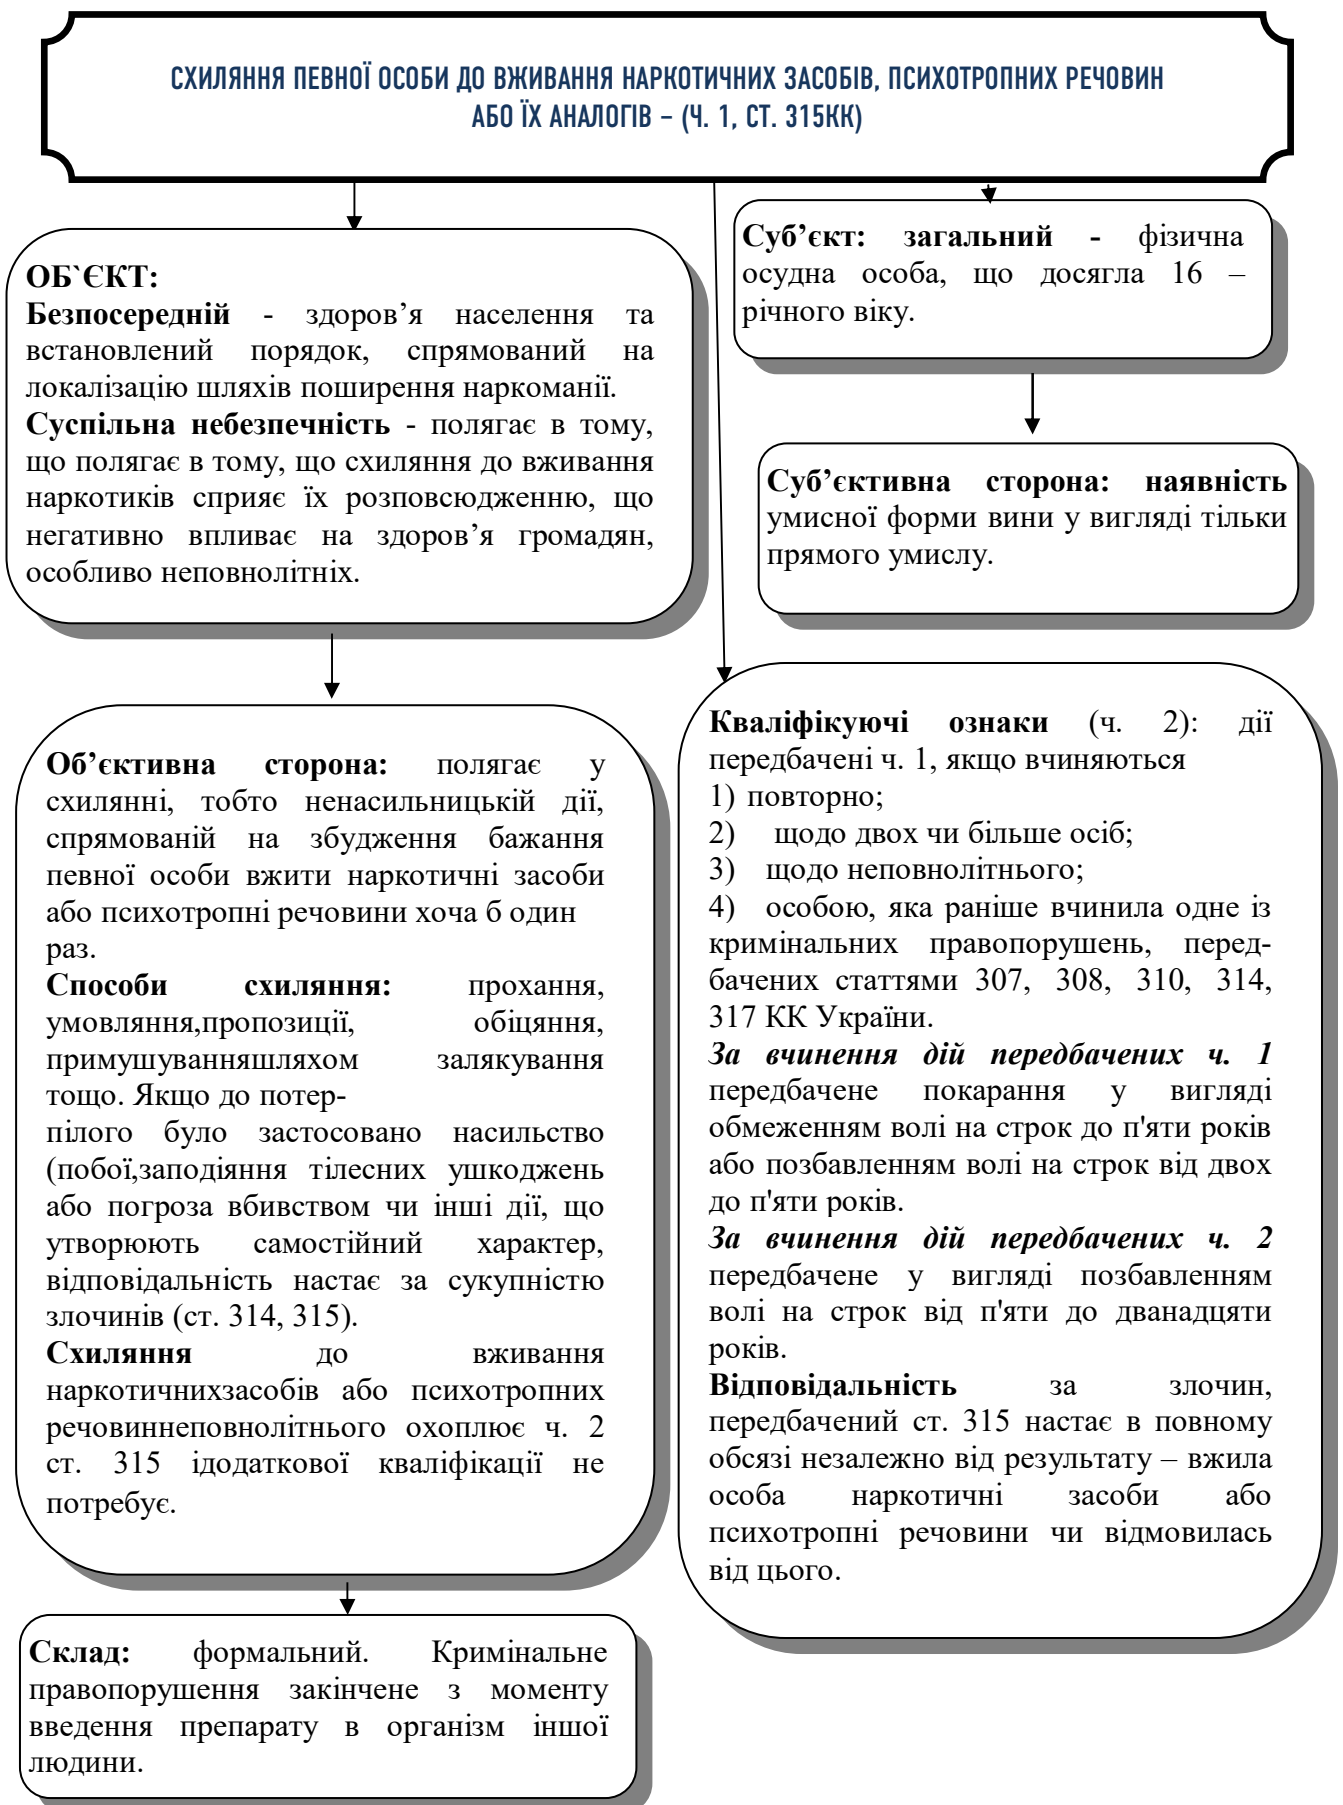 СХИЛЯННЯ ПЕВНОЇ ОСОБИ ДО ВЖИВАННЯ НАРКОТИЧНИХ ЗАСОБІВ, ПСИХОТРОПНИХ РЕЧОВИН
АБО ЇХ АНАЛОГІВ – (Ч. 1, СТ. 315КК)
ОБ`ЄКТ:
Безпосередній - здоров’я населення та
встановлений порядок, спрямований на
локалізацію шляхів поширення наркоманії.
Суспільна небезпечність - полягає в тому,
що полягає в тому, що схиляння до вживання
наркотиків сприяє їх розповсюдженню, що
негативно впливає на здоров’я громадян,
особливо неповнолітніх.
Об’єктивна сторона: полягає у
схилянні, тобто ненасильницькій дії,
спрямованій на збудження бажання
певної особи вжити наркотичні засоби
або психотропні речовини хоча б один
раз.
Способи схиляння: прохання,
умовляння,пропозиції, обіцяння,
примушуванняшляхом залякування
тощо. Якщо до потер-
пілого було застосовано насильство
(побої,заподіяння тілесних ушкоджень
або погроза вбивством чи інші дії, що
утворюють самостійний характер,
відповідальність настає за сукупністю
злочинів (ст. 314, 315).
Схиляння до вживання
наркотичнихзасобів або психотропних
речовиннеповнолітнього охоплює ч. 2
ст. 315 ідодаткової кваліфікації не
потребує.
Склад: формальний. Кримінальне
правопорушення закінчене з моменту
введення препарату в організм іншої
людини.
Суб’єкт: загальний - фізична
осудна особа, що досягла 16 –
річного віку.
Суб’єктивна сторона: наявність
умисної форми вини у вигляді тільки
прямого умислу.
Кваліфікуючі ознаки (ч. 2): дії
передбачені ч. 1, якщо вчиняються
1) повторно;
2) щодо двох чи більше осіб;
3) щодо неповнолітнього;
4) особою, яка раніше вчинила одне із
кримінальних правопорушень, перед-
бачених статтями 307, 308, 310, 314,
317 КК України.
За вчинення дій передбачених ч. 1
передбачене покарання у вигляді
обмеженням волі на строк до п'яти років
або позбавленням волі на строк від двох
до п'яти років.
За вчинення дій передбачених ч. 2
передбачене у вигляді позбавленням
волі на строк від п'яти до дванадцяти
років.
Відповідальність за злочин,
передбачений ст. 315 настає в повному
обсязі незалежно від результату – вжила
особа наркотичні засоби або
психотропні речовини чи відмовилась
від цього.